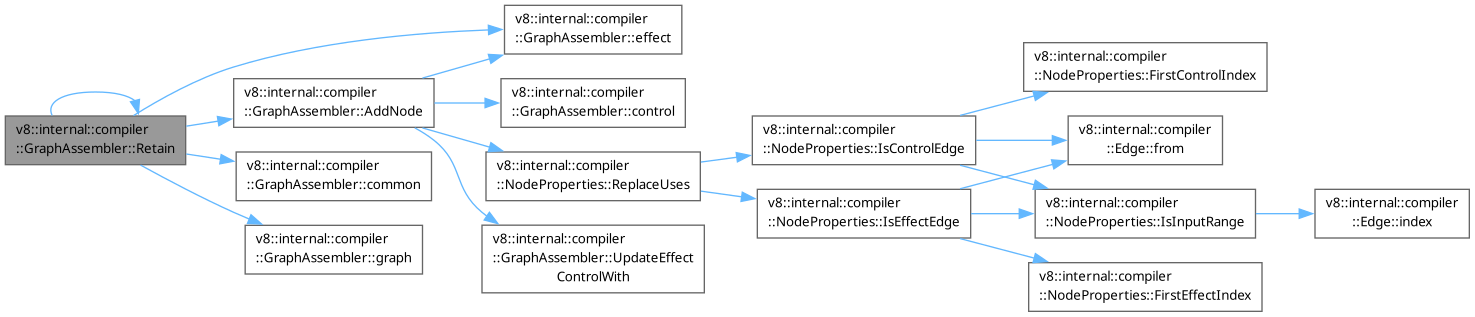 v8::internal::compiler
::GraphAssembler::Retain
v8::internal::compiler
::GraphAssembler::effect
v8::internal::compiler
::GraphAssembler::AddNode
v8::internal::compiler
::GraphAssembler::control
v8::internal::compiler
::GraphAssembler::common
v8::internal::compiler
::GraphAssembler::graph
v8::internal::compiler
::NodeProperties::ReplaceUses
v8::internal::compiler
::GraphAssembler::UpdateEffect
ControlWith
v8::internal::compiler
::NodeProperties::IsControlEdge
v8::internal::compiler
::NodeProperties::IsEffectEdge
v8::internal::compiler
::NodeProperties::FirstControlIndex
v8::internal::compiler
::Edge::from
v8::internal::compiler
::NodeProperties::IsInputRange
v8::internal::compiler
::Edge::index
v8::internal::compiler
::NodeProperties::FirstEffectIndex